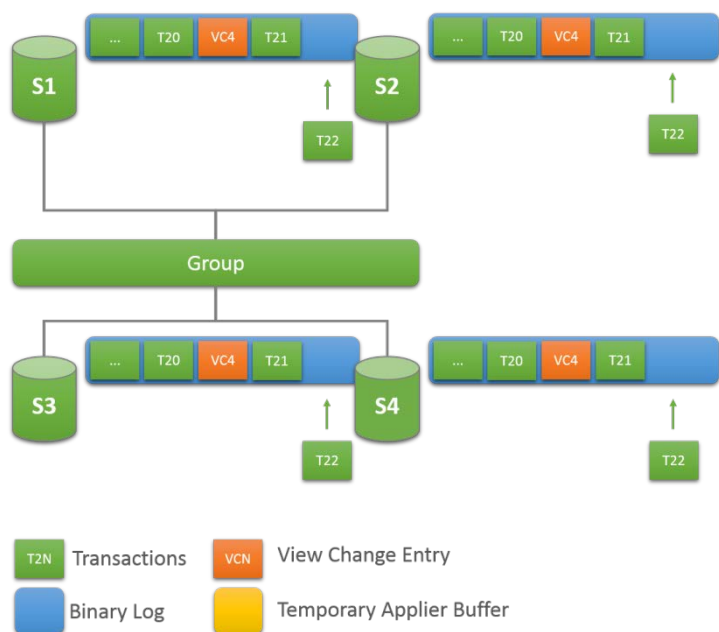 ... T20 VC4 T21
... T20 VC4 T21
S1
S2
T22
T22
Group
... T20 VC4 T21
... T20 VC4 T21
S3
S4
T22
T22
T2N Transactions
VCN View Change Entry
Binary Log
Temporary Applier Buffer